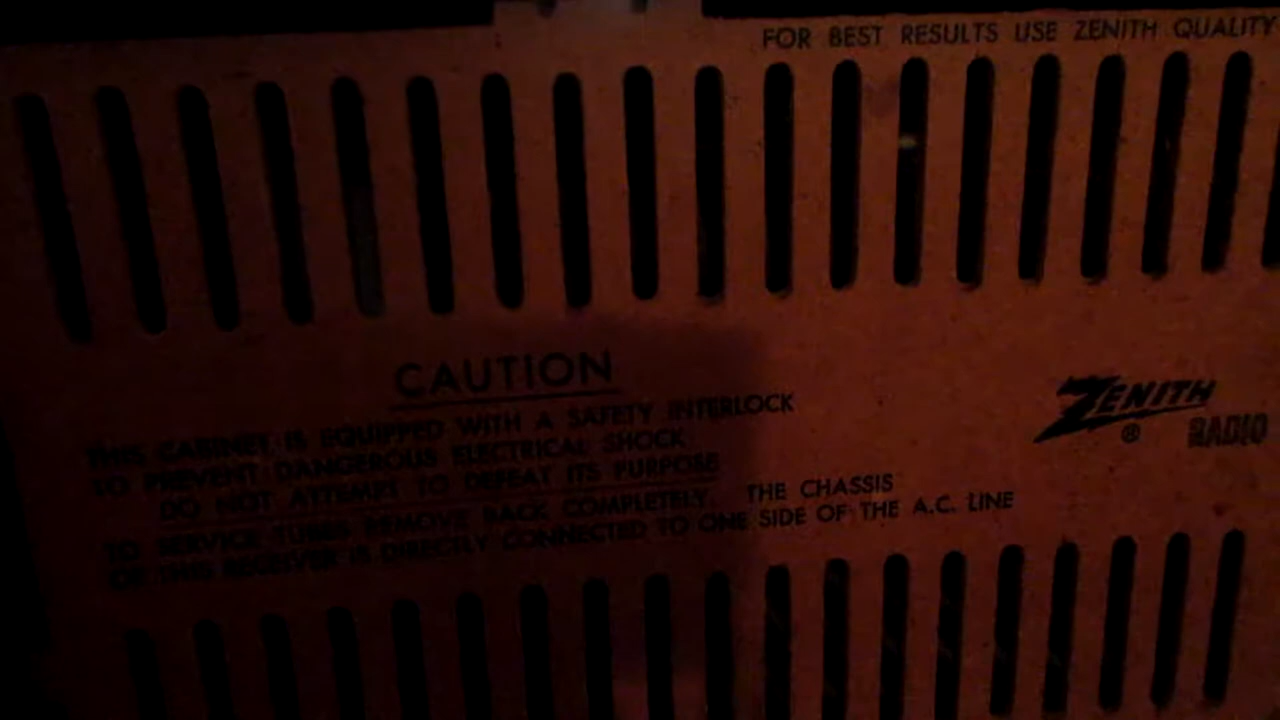 FOR BEST RESULTS USE ZENITH QUALITY
CAUTION
THIS CABINET IS EQUIPPED WITH A SAFETY INTERLOCK
TO PREVENT DANGEROUS ELECTRICAL SHOCK
DO NOT ATTEMPT TO DEFEAT ITS PURPOSE
TO SERVICE TUBES REMOVE BACK COMPLETELY. THE CHASSIS
OF THIS RECEIVER IS DIRECTLY CONNECTED TO ONE SIDE OF THE A.C. LINE
ZENITH
® RADIO